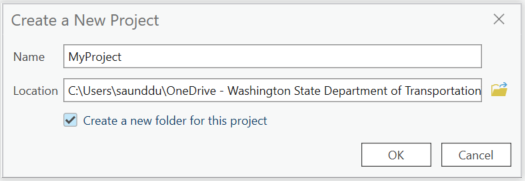 Create a New Project
Name MyProject
Location C:\Users\saunddu\OneDrive - Washington State Department of Transportation
Create a new folder for this project
OK Cancel